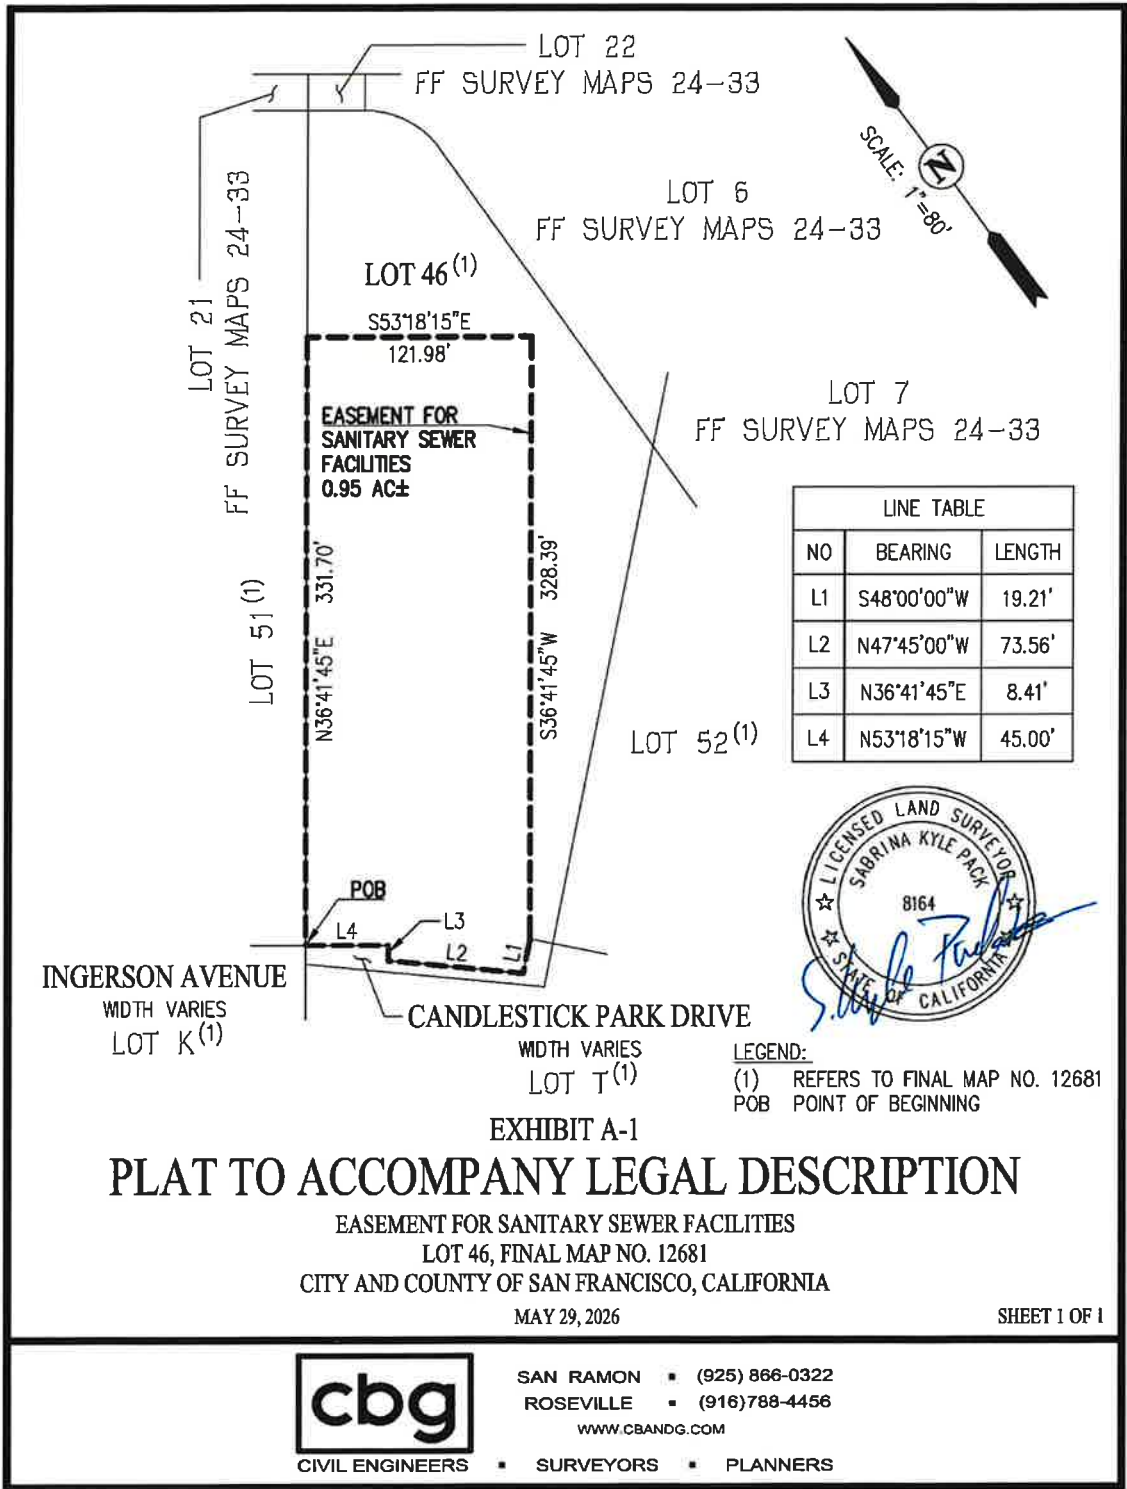 LOT 22
FF SURVEY MAPS 24-33
N
SCALE: 1"=80'
LOT 6
FF SURVEY MAPS 24-33
LOT 21
FF SURVEY MAPS 24-33
LOT 46 (1)
S53°18'15"E
121.98'
LOT 7
FF SURVEY MAPS 24-33
EASEMENT FOR
SANITARY SEWER
FACILITIES
0.95 AC±
LINE TABLE
NO BEARING LENGTH
L1 S48°00'00"W 19.21'
L2 N47°45'00"W 73.56'
L3 N36°41'45"E 8.41'
L4 N53°18'15"W 45.00'
LOT 51 (1)
N36°41'45"E 331.70'
S36°41'45"W 328.39'
LOT 52 (1)
LICENSED LAND SURVEYOR
SABRINA KYLE PACK
8164
STATE OF CALIFORNIA
POB
L4
L3
L2
L1
INGERSON AVENUE
WIDTH VARIES
LOT K (1)
CANDLESTICK PARK DRIVE
WIDTH VARIES
LOT T (1)
LEGEND:
(1) REFERS TO FINAL MAP NO. 12681
POB POINT OF BEGINNING
EXHIBIT A-1
PLAT TO ACCOMPANY LEGAL DESCRIPTION
EASEMENT FOR SANITARY SEWER FACILITIES
LOT 46, FINAL MAP NO. 12681
CITY AND COUNTY OF SAN FRANCISCO, CALIFORNIA
MAY 29, 2026
SHEET 1 OF 1
cbg
SAN RAMON ▪ (925) 866-0322
ROSEVILLE ▪ (916)788-4456
WWW.CBANDG.COM
CIVIL ENGINEERS ▪ SURVEYORS ▪ PLANNERS